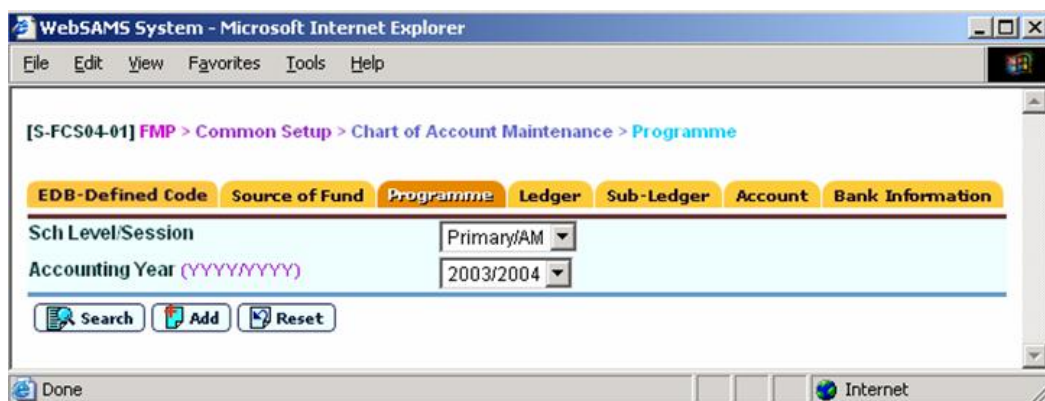 WebSAMS System - Microsoft Internet Explorer
File Edit View Favorites Tools Help
[S-FCS04-01] FMP > Common Setup > Chart of Account Maintenance > Programme
EDB-Defined Code Source of Fund Programme Ledger Sub-Ledger Account Bank Information
Sch Level/Session Primary/AM
Accounting Year (YYYY/YYYY) 2003/2004
Search Add Reset
Done Internet